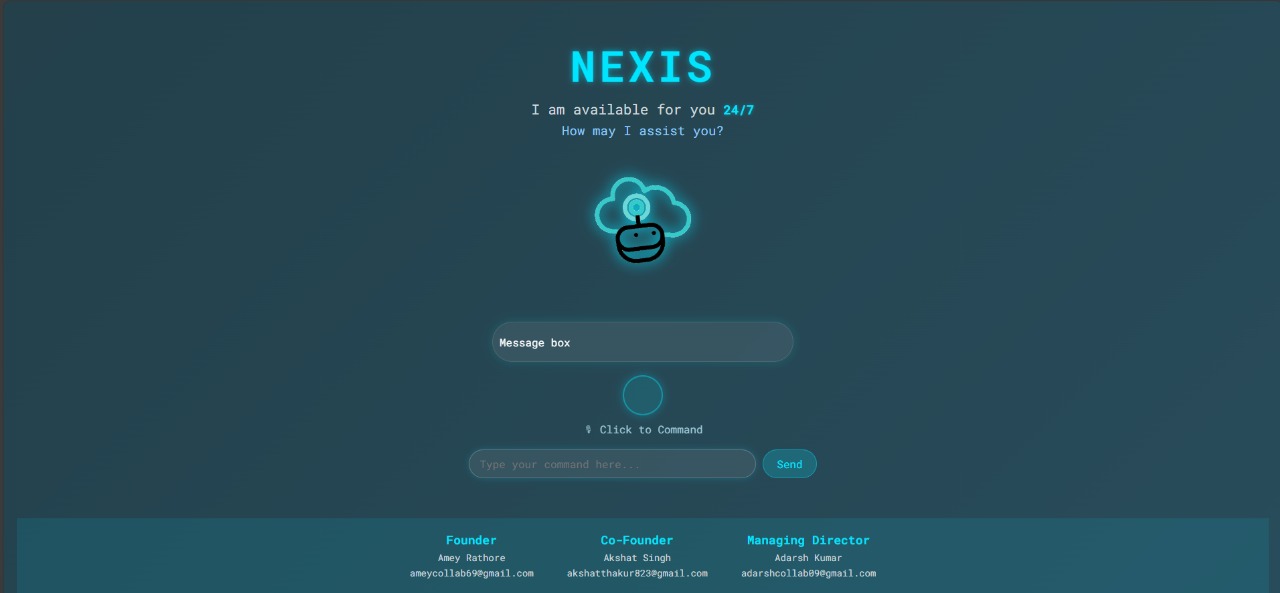 NEXIS
I am available for you 24/7
How may I assist you?
Message box
Click to Command
Type your command here...
Send
Founder
Amey Rathore
ameycollab69@gmail.com
Co-Founder
Akshat Singh
akshatthakur823@gmail.com
Managing Director
Adarsh Kumar
adarshcollab09@gmail.com